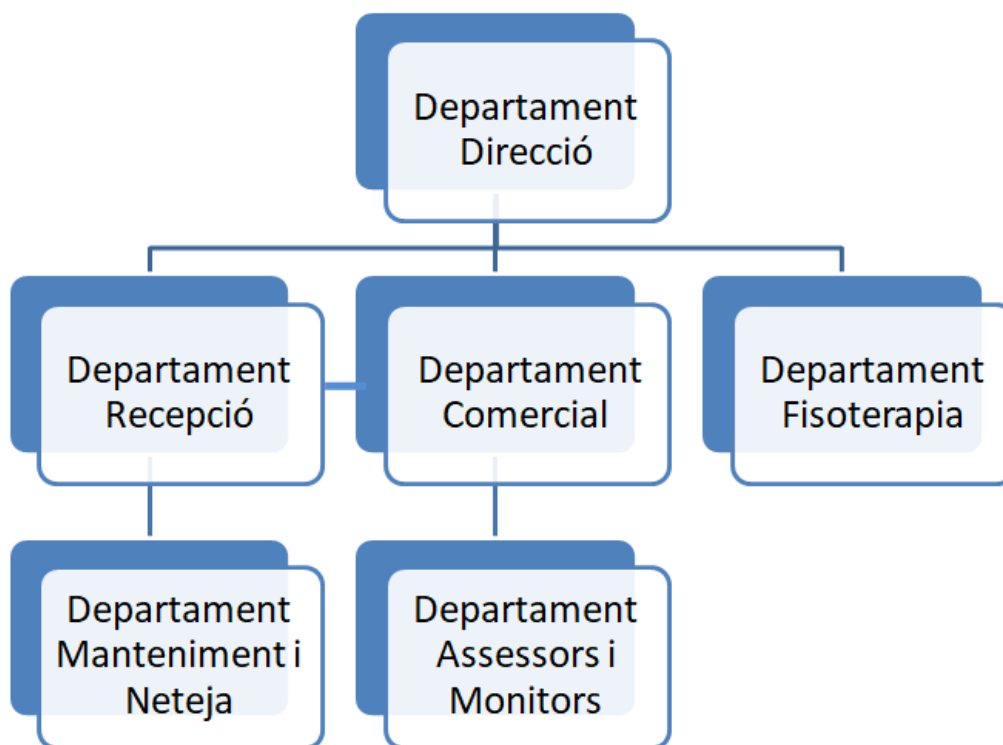 Departament
Direcció
Departament
Recepció
Departament
Comercial
Departament
Fisoterapia
Departament
Manteniment i
Neteja
Departament
Assessors i
Monitors